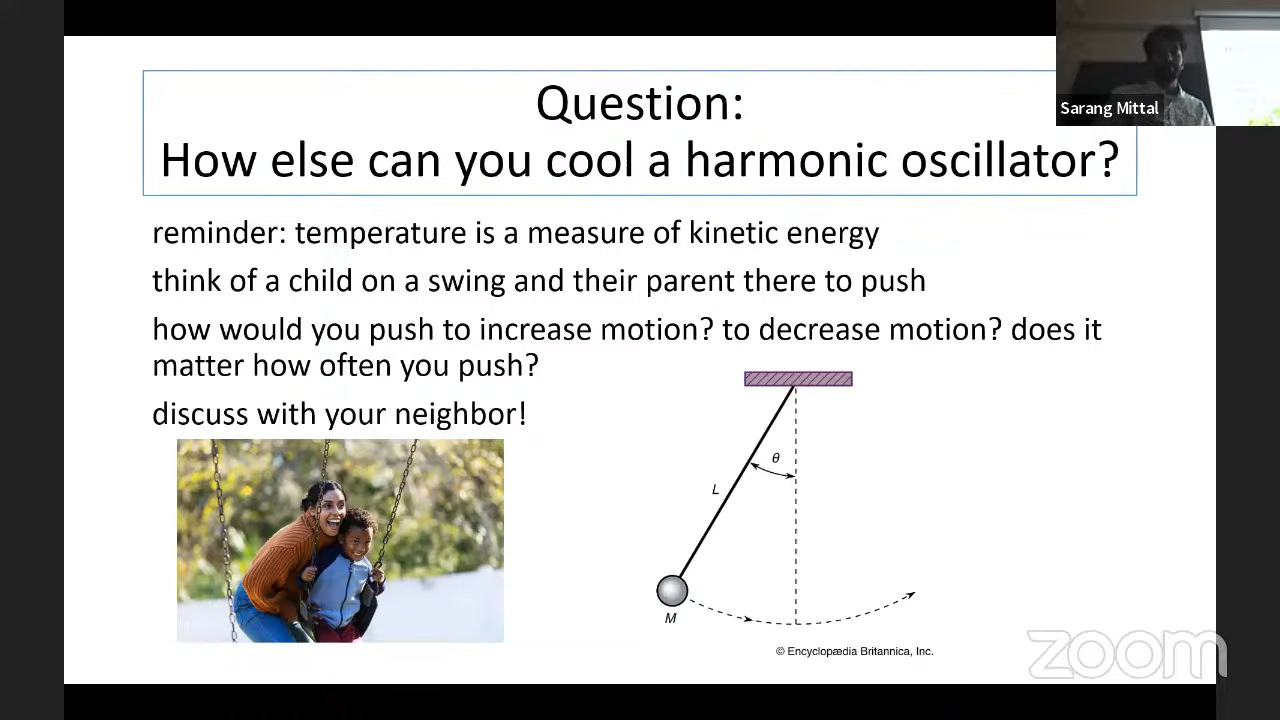 Question:
How else can you cool a harmonic oscillator?
Sarang Mittal
reminder: temperature is a measure of kinetic energy
think of a child on a swing and their parent there to push
how would you push to increase motion? to decrease motion? does it
matter how often you push?
discuss with your neighbor!
θ
L
M
© Encyclopædia Britannica, Inc.
zoom